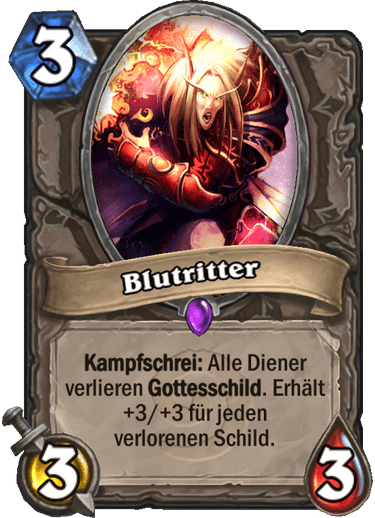 3
Blutritter
Kampfschrei: Alle Diener
verlieren Gottesschild. Erhält
+3/+3 für jeden
verlorenen Schild.
3
3